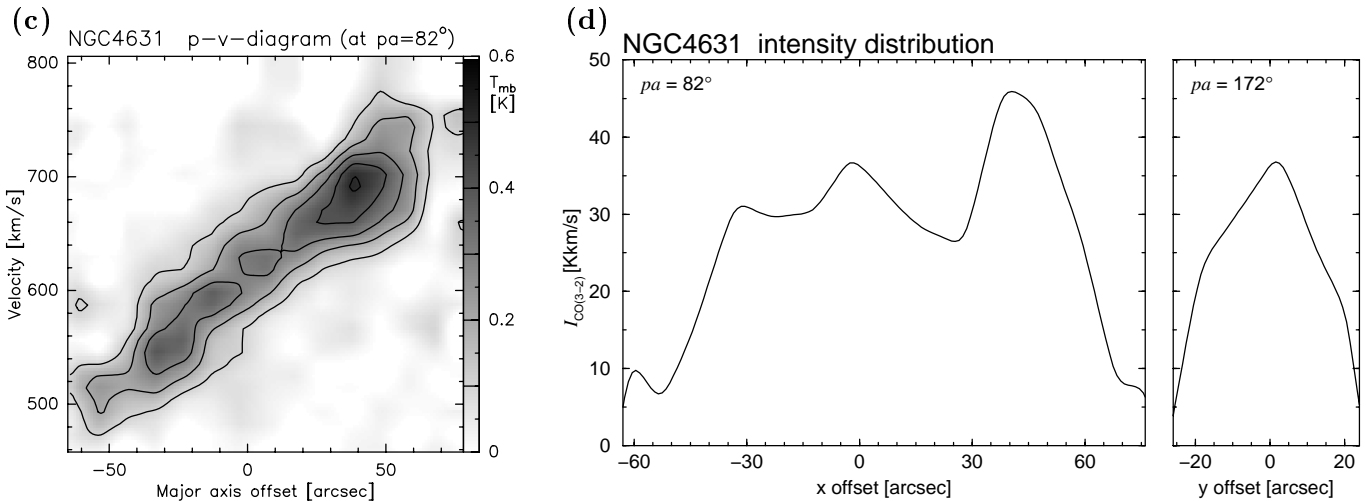 (c)
NGC4631 p-v-diagram (at pa=82°)
800
700
600
500
Velocity [km/s]
-50 0 50
Major axis offset [arcsec]
0.6
T_mb
[K]
0.4
0.2
0
(d)
NGC4631 intensity distribution
pa = 82°
50
40
30
20
10
0
I_CO(3–2) [Kkm/s]
−60 −30 0 30 60
x offset [arcsec]
pa = 172°
−20 0 20
y offset [arcsec]